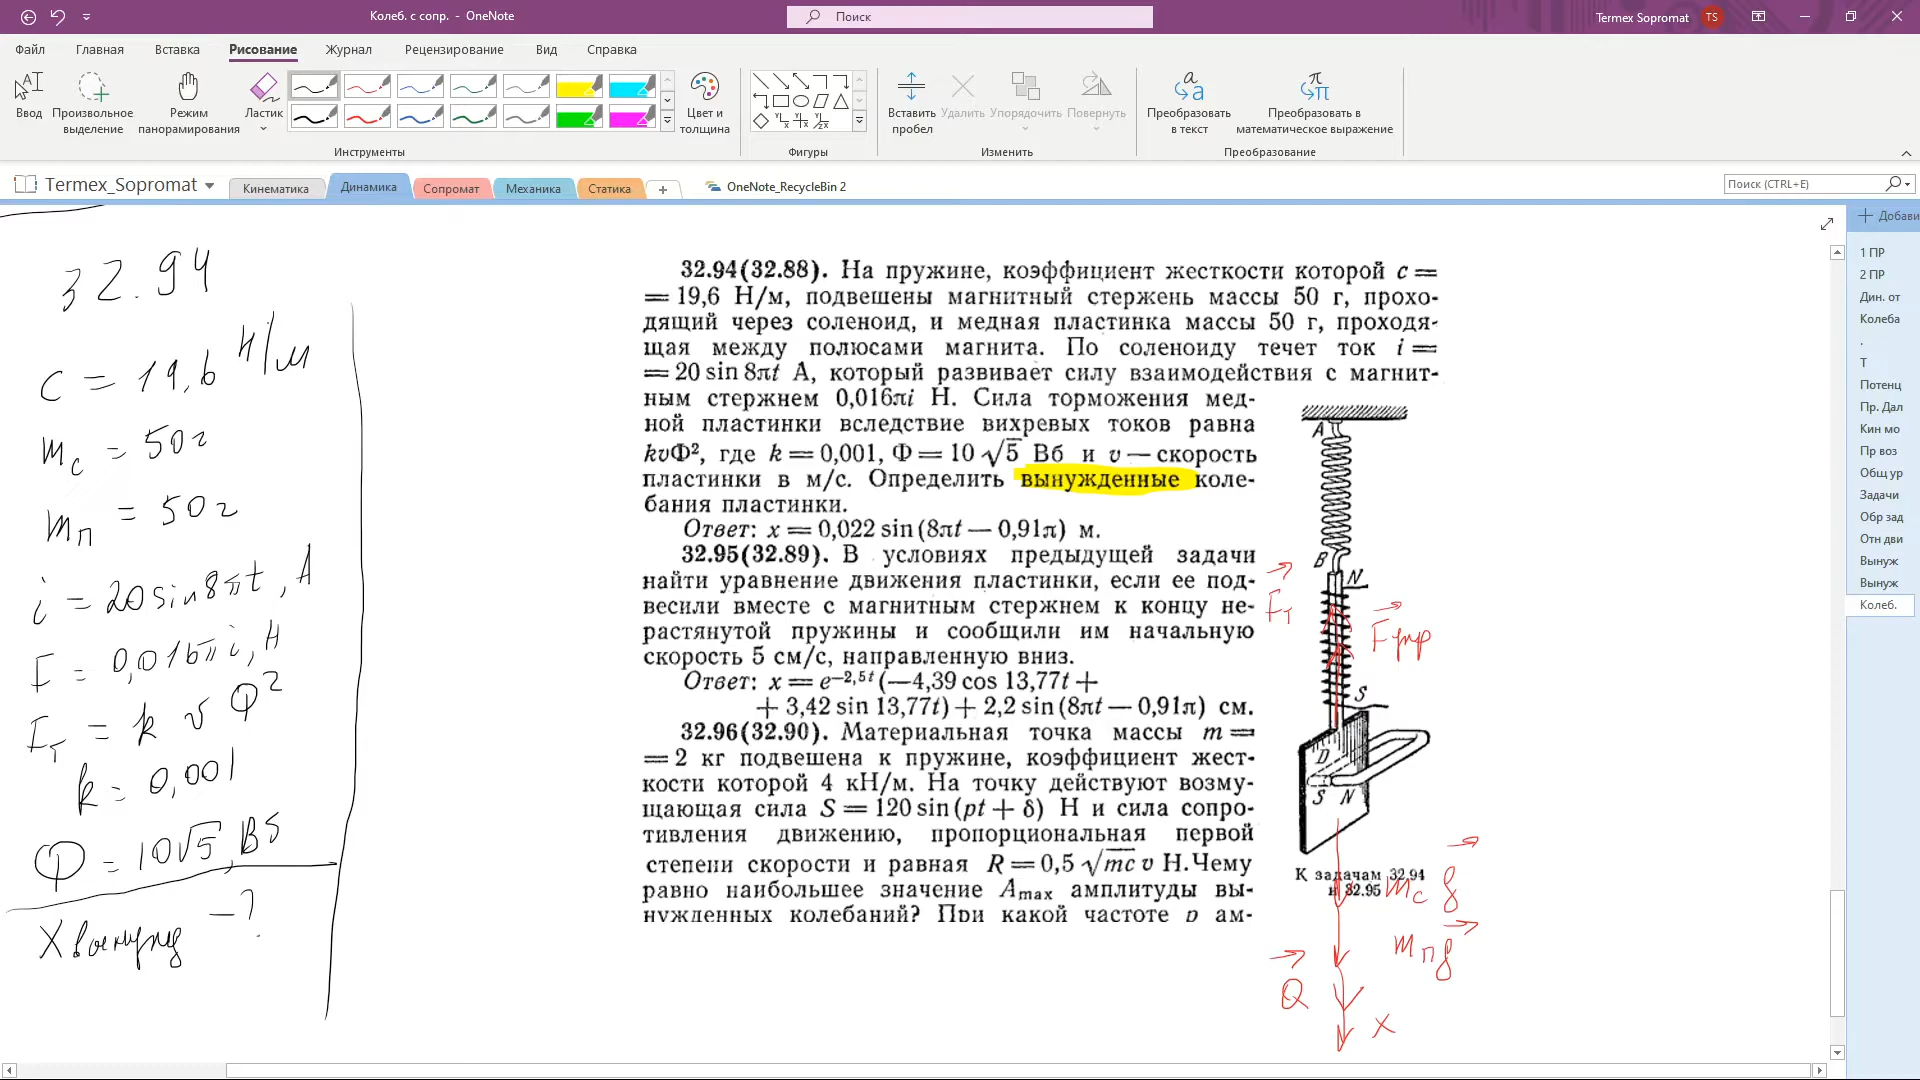 Колеб. с сопр. - OneNote
Поиск
Termex Sopromat
TS
Файл
Главная
Вставка
Рисование
Журнал
Рецензирование
Вид
Справка
Ввод
Произвольное выделение
Режим панорамирования
Ластик
Цвет и толщина
Вставить пробел
Удалить
Упорядочить
Повернуть
Преобразовать в текст
Преобразовать в математическое выражение
Инструменты
Фигуры
Изменить
Преобразование
Termex_Sopromat
Кинематика
Динамика
Сопромат
Механика
Статика
OneNote_RecycleBin 2
Поиск (CTRL+E)
Добави
1 ПР
2 ПР
Дин. от
Колеба
.
Т
Потенц
Пр. Дал
Кин мо
Пр воз
Общ ур
Задачи
Обр зад
Отн дви
Вынуж
Вынуж
Колеб.
32.94
c = 19,6 Н/м
m_c = 50 г
m_п = 50 г
i = 20 sin 8πt, А
F = 0,016πi, Н
F_T = k v Ф²
k = 0,001
Ф = 10√5, Вб
X вынужд - ?
32.94(32.88). На пружине, коэффициент жесткости которой c =
= 19,6 Н/м, подвешены магнитный стержень массы 50 г, прохо-
дящий через соленоид, и медная пластинка массы 50 г, проходя-
щая между полюсами магнита. По соленоиду течет ток i =
= 20 sin 8πt А, который развивает силу взаимодействия с магнит-
ным стержнем 0,016πi Н. Сила торможения мед-
ной пластинки вследствие вихревых токов равна
kvФ², где k = 0,001, Ф = 10 √5 Вб и v — скорость
пластинки в м/с. Определить вынужденные коле-
бания пластинки.
Ответ: x = 0,022 sin (8πt — 0,91π) м.
32.95(32.89). В условиях предыдущей задачи
найти уравнение движения пластинки, если ее под-
весили вместе с магнитным стержнем к концу не-
растянутой пружины и сообщили им начальную
скорость 5 см/с, направленную вниз.
Ответ: x = e^−2,5t (—4,39 cos 13,77t +
+ 3,42 sin 13,77t) + 2,2 sin (8πt — 0,91π) см.
32.96(32.90). Материальная точка массы m =
= 2 кг подвешена к пружине, коэффициент жест-
кости которой 4 кН/м. На точку действуют возму-
щающая сила S = 120 sin (pt + δ) Н и сила сопро-
тивления движению, пропорциональная первой
степени скорости и равная R = 0,5 √mc v Н. Чему
равно наибольшее значение A_max амплитуды вы-
нужденных колебаний? При какой частоте p ам-
A
B
N
S
D
S N
К задачам 32.94
и 32.95
F_T
F упр
m_c g
m_п g
Q
x